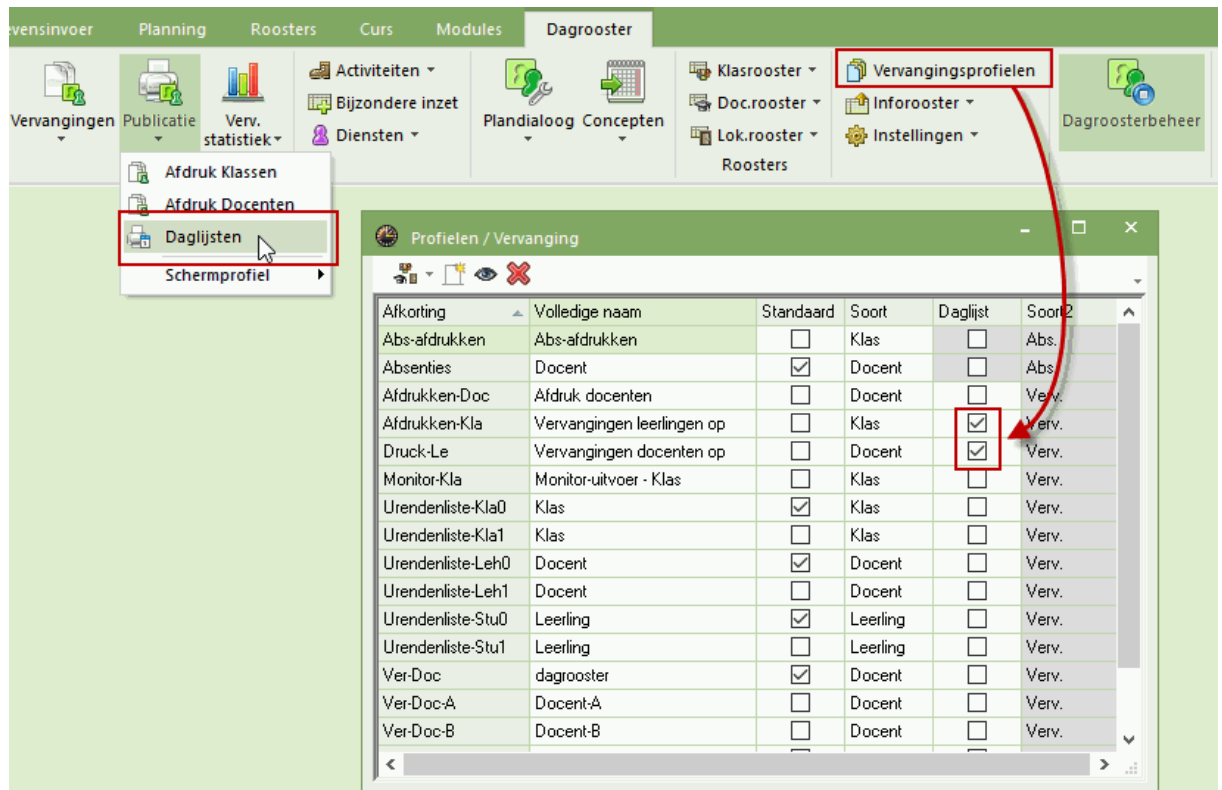 evensinvoer Planning Roosters Curs Modules Dagrooster
Vervangingen Publicatie Verv. statistiek
Activiteiten
Bijzondere inzet
Diensten
Plandialoog Concepten
Klasrooster
Doc.rooster
Lok.rooster
Roosters
Vervangingsprofielen
Inforooster
Instellingen
Dagroosterbeheer
Afdruk Klassen
Afdruk Docenten
Daglijsten
Schermprofiel
Profielen / Vervanging
Afkorting Volledige naam Standaard Soort Daglijst Soort2
Abs-afdrukken Abs-afdrukken Klas Abs.
Absenties Docent Docent Abs.
Afdrukken-Doc Afdruk docenten Docent Verv.
Afdrukken-Kla Vervangingen leerlingen op Klas Verv.
Druck-Le Vervangingen docenten op Docent Verv.
Monitor-Kla Monitor-uitvoer - Klas Klas Verv.
Urendenliste-Kla0 Klas Klas Verv.
Urendenliste-Kla1 Klas Klas Verv.
Urendenliste-Leh0 Docent Docent Verv.
Urendenliste-Leh1 Docent Docent Verv.
Urendenliste-Stu0 Leerling Leerling Verv.
Urendenliste-Stu1 Leerling Leerling Verv.
Ver-Doc dagrooster Docent Verv.
Ver-Doc-A Docent-A Docent Verv.
Ver-Doc-B Docent-B Docent Verv.